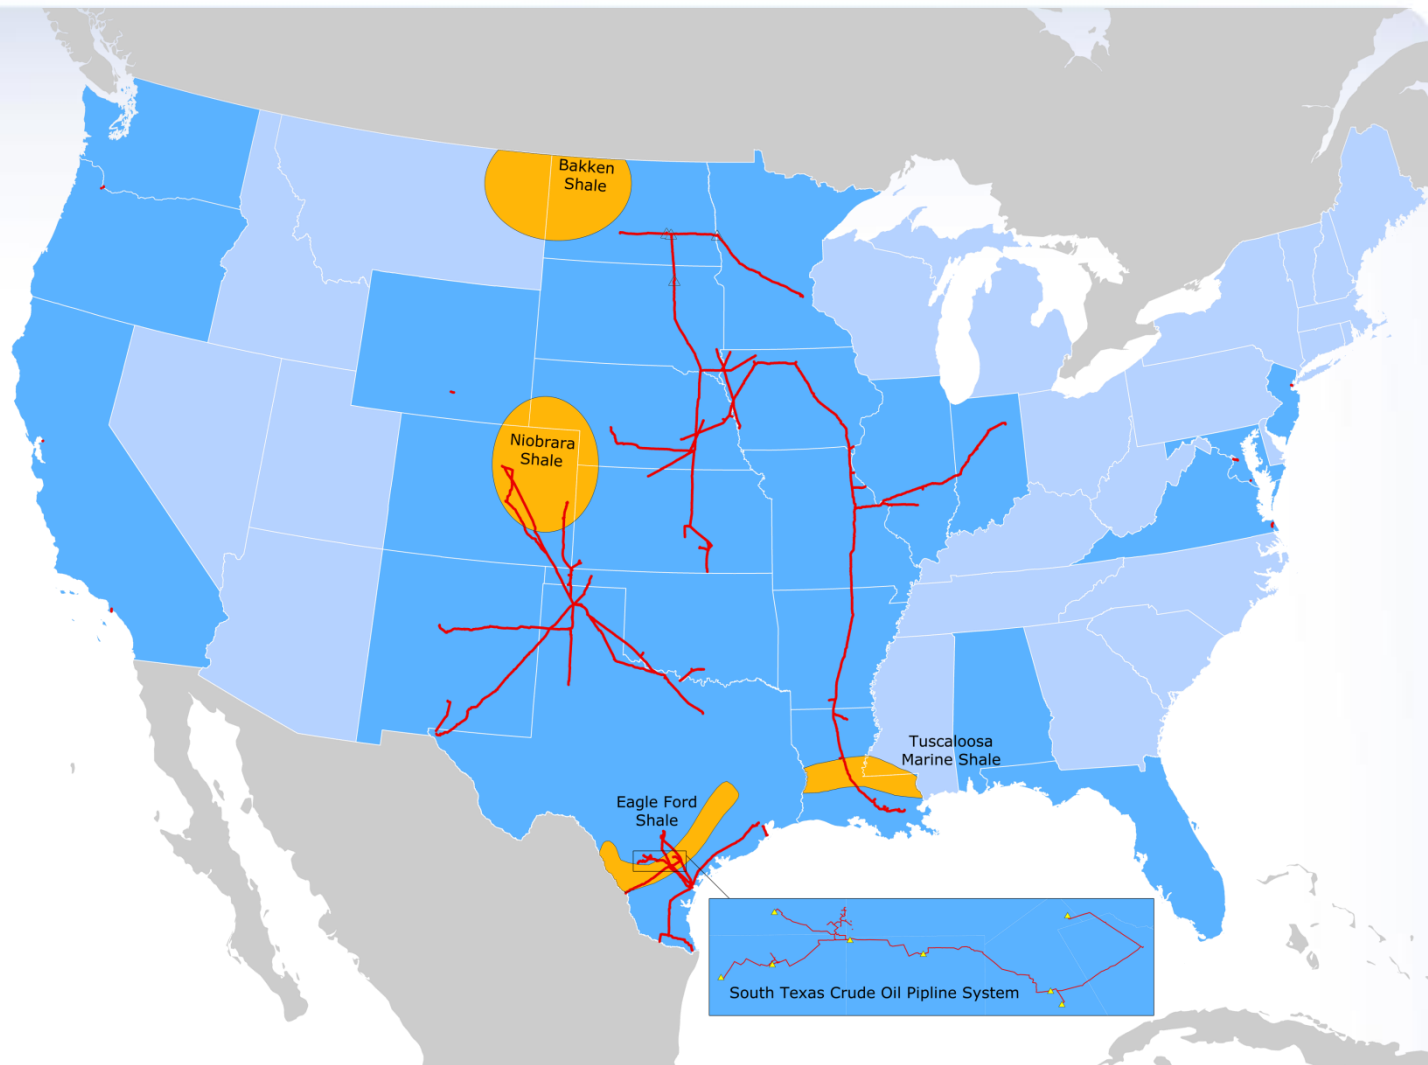 Bakken
Shale
Niobrara
Shale
Tuscaloosa
Marine Shale
Eagle Ford
Shale
South Texas Crude Oil Pipline System